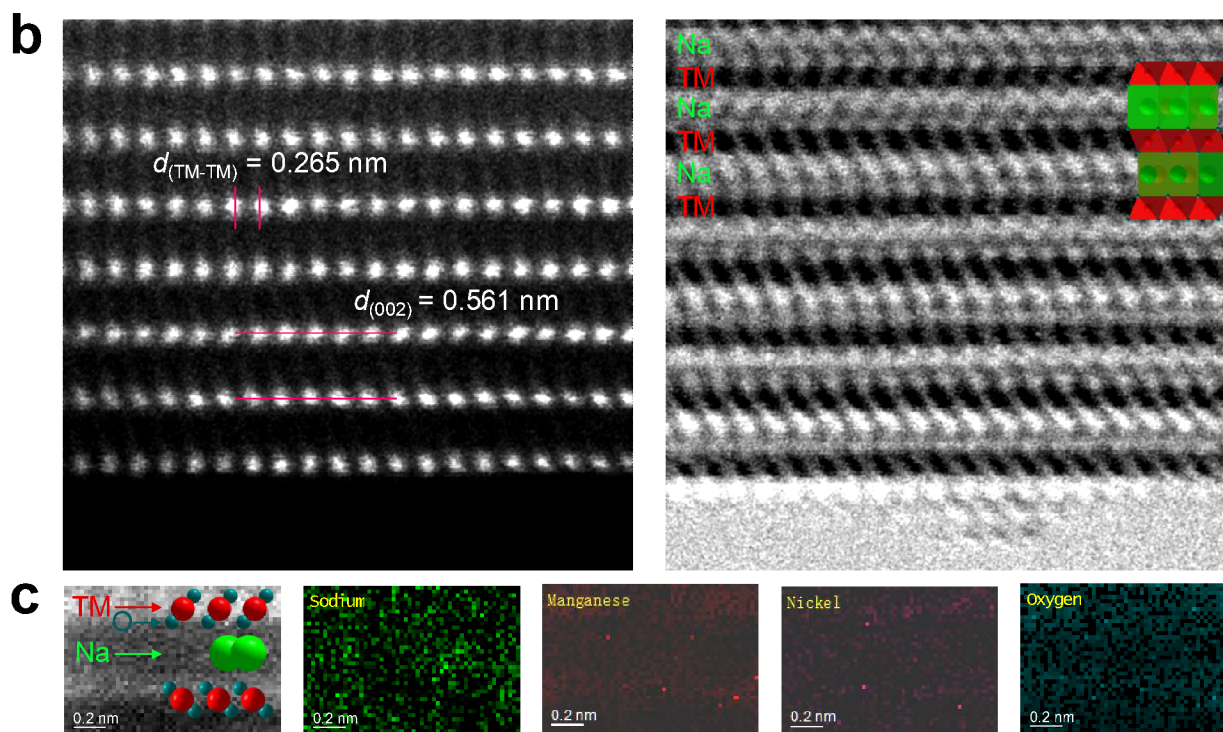 b
d(TM-TM) = 0.265 nm
d(002) = 0.561 nm
Na
TM
Na
TM
Na
TM
c
TM
O
Na
0.2 nm
Sodium
0.2 nm
Manganese
0.2 nm
Nickel
0.2 nm
Oxygen
0.2 nm